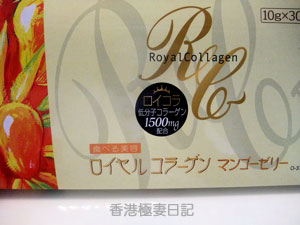 10g×30
RoyalCollagen
RC
ロイコラ
低分子コラーゲン
1500mg
配合
食べる美容
ロイヤル コラーゲン マンゴーゼリー
香港極妻日記